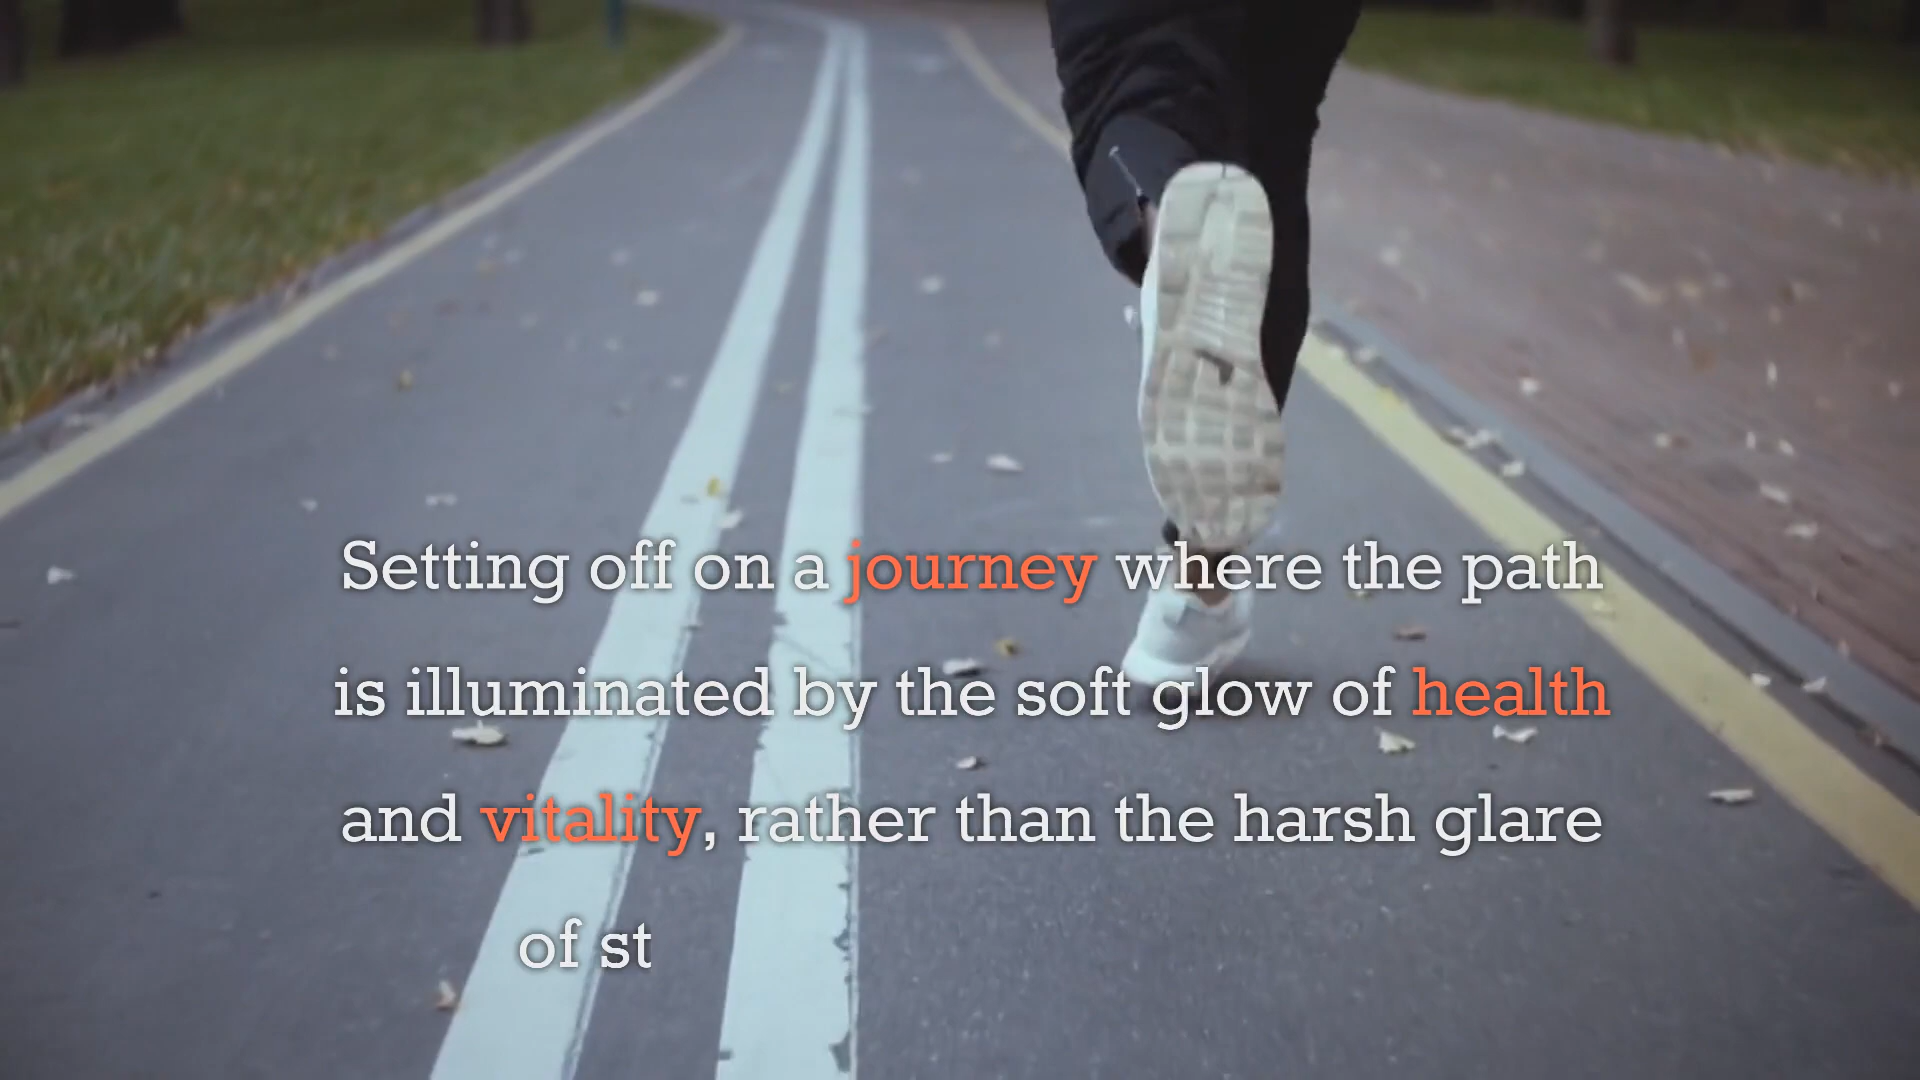 Setting off on a journey where the path
is illuminated by the soft glow of health
and vitality, rather than the harsh glare
of st